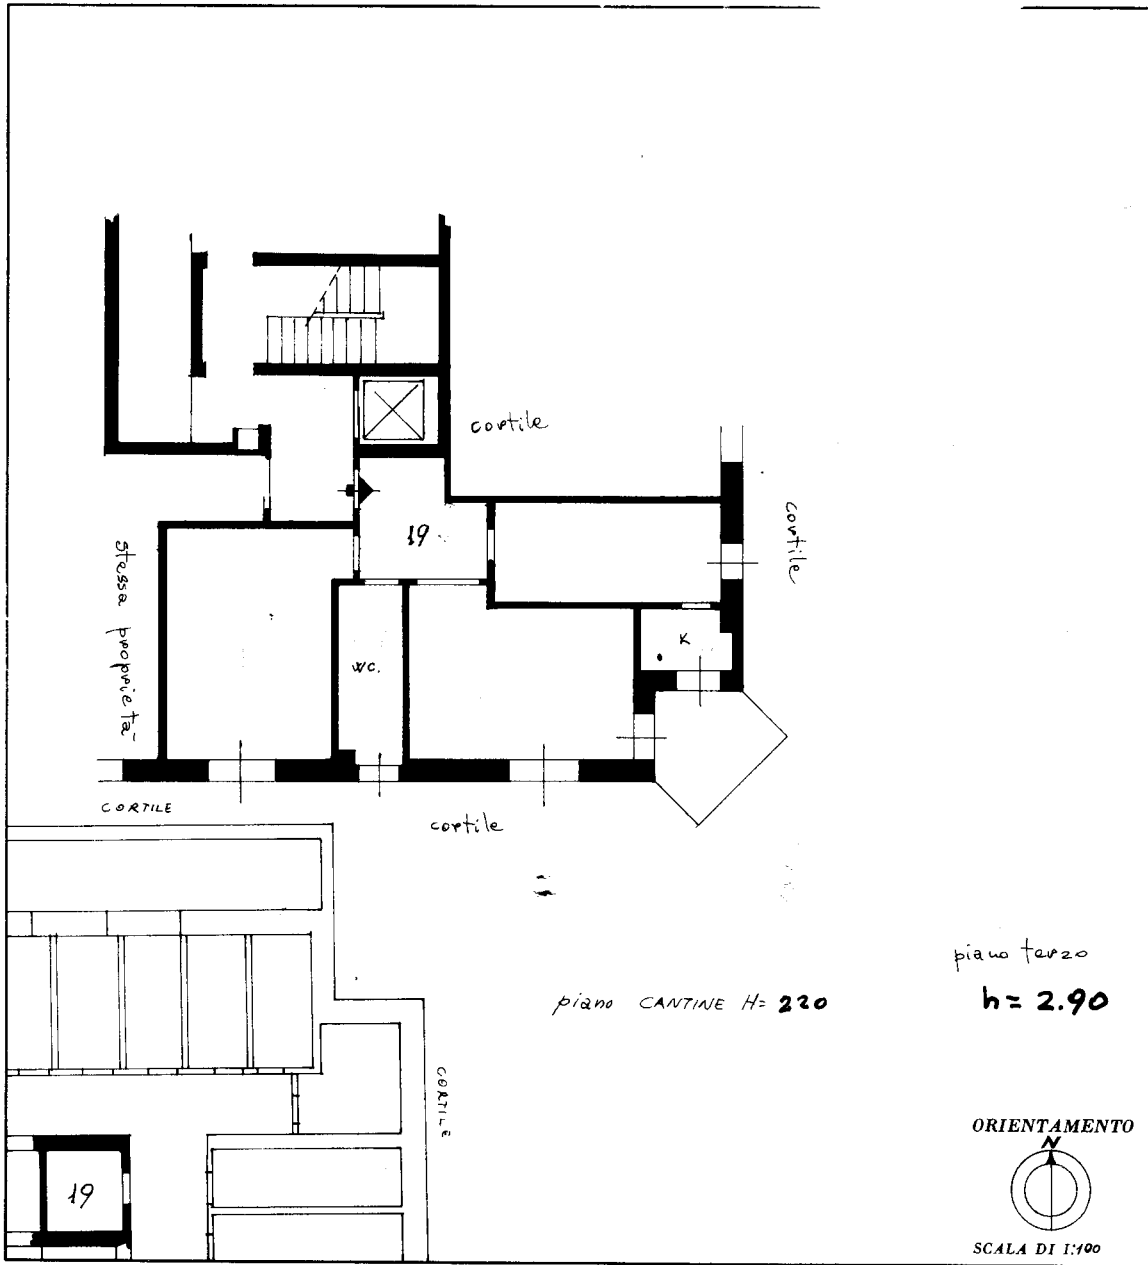 cortile
cortile
19
stessa proprietà
K
WC.
CORTILE
cortile
piano terzo
piano CANTINE H= 220
h= 2.90
CORTILE
19
ORIENTAMENTO
N
SCALA DI 1:100